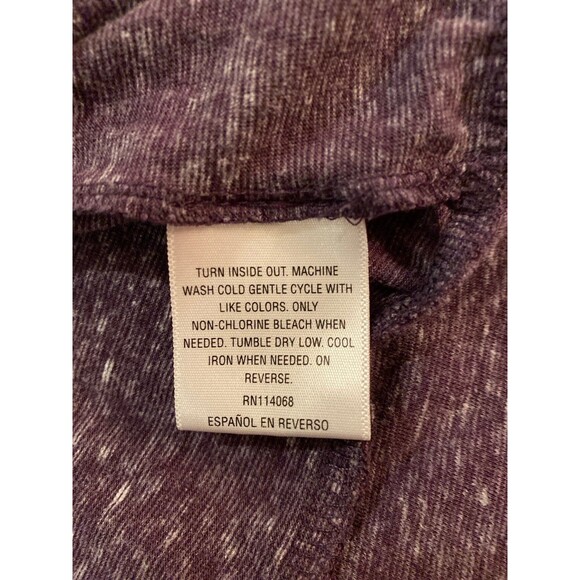 TURN INSIDE OUT. MACHINE
WASH COLD GENTLE CYCLE WITH
LIKE COLORS. ONLY
NON-CHLORINE BLEACH WHEN
NEEDED. TUMBLE DRY LOW. COOL
IRON WHEN NEEDED. ON
REVERSE.
RN114068
ESPAÑOL EN REVERSO